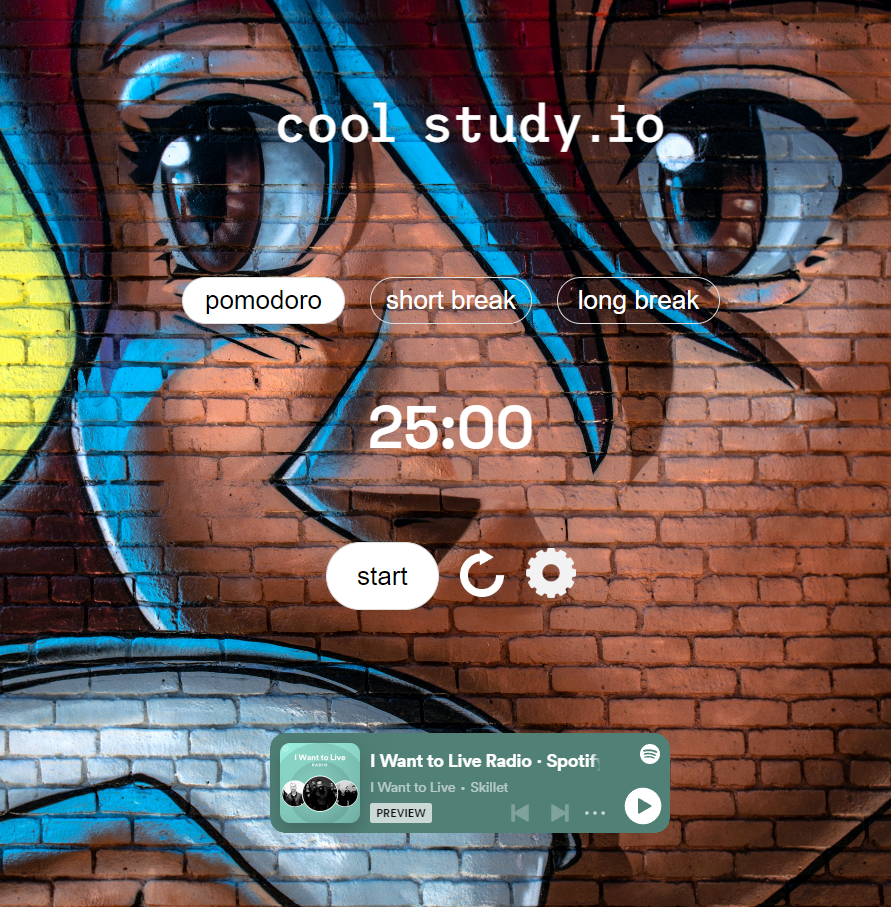 cool study.io
pomodoro short break long break
25:00
start
I Want to Live
RADIO
I Want to Live Radio · Spotif
I Want to Live • Skillet
PREVIEW